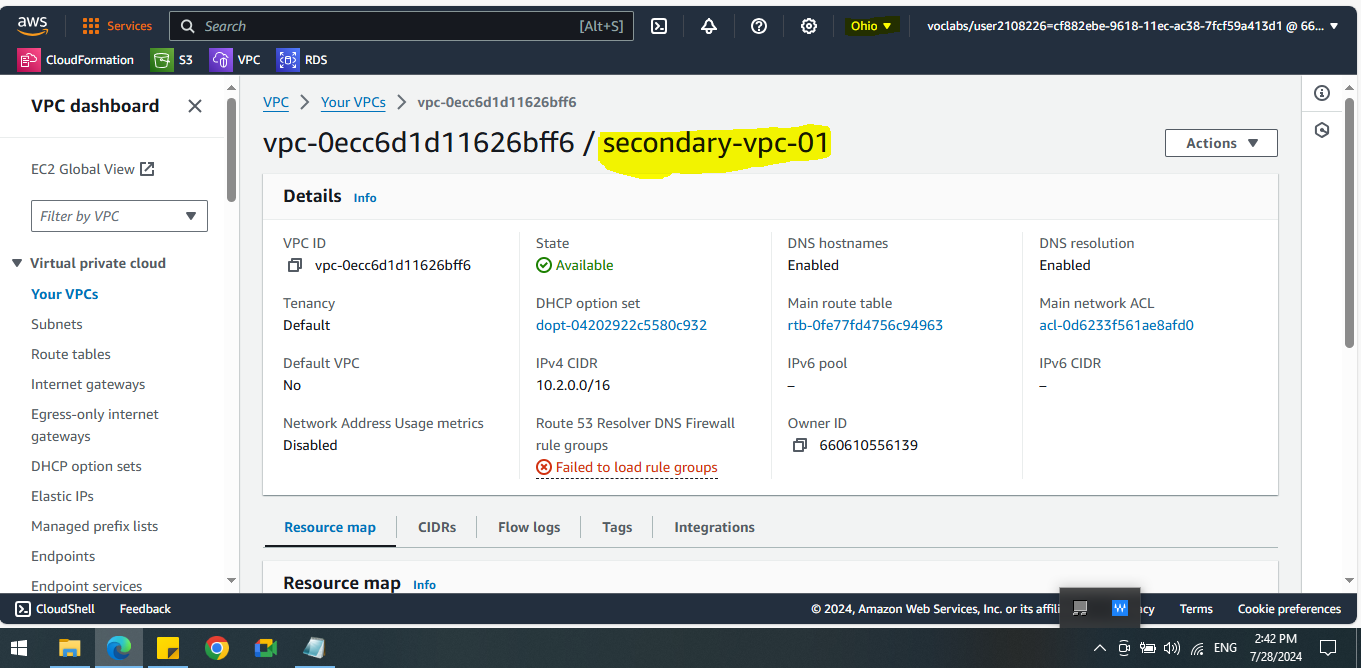 aws
Services
Search
[Alt+S]
Ohio ▼
voclabs/user2108226=cf882ebe-9618-11ec-ac38-7fcf59a413d1 @ 66... ▼
CloudFormation
S3
VPC
RDS
VPC dashboard
EC2 Global View
Filter by VPC
Virtual private cloud
Your VPCs
Subnets
Route tables
Internet gateways
Egress-only internet
gateways
DHCP option sets
Elastic IPs
Managed prefix lists
Endpoints
Endpoint services
VPC > Your VPCs > vpc-0ecc6d1d11626bff6
vpc-0ecc6d1d11626bff6 / secondary-vpc-01
Actions ▼
Details Info
VPC ID
vpc-0ecc6d1d11626bff6
State
Available
DNS hostnames
Enabled
DNS resolution
Enabled
Tenancy
Default
DHCP option set
dopt-04202922c5580c932
Main route table
rtb-0fe77fd4756c94963
Main network ACL
acl-0d6233f561ae8afd0
Default VPC
No
IPv4 CIDR
10.2.0.0/16
IPv6 pool
–
IPv6 CIDR
–
Network Address Usage metrics
Disabled
Route 53 Resolver DNS Firewall
rule groups
Failed to load rule groups
Owner ID
660610556139
Resource map
CIDRs
Flow logs
Tags
Integrations
Resource map Info
CloudShell
Feedback
© 2024, Amazon Web Services, Inc. or its affili
cy
Terms
Cookie preferences
ENG
2:42 PM
7/28/2024